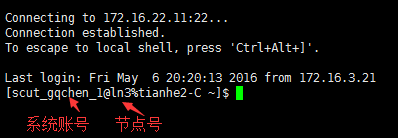 Connecting to 172.16.22.11:22...
Connection established.
To escape to local shell, press 'Ctrl+Alt+]'.
Last login: Fri May  6 20:20:13 2016 from 172.16.3.21
[scut_gqchen_1@ln3%tianhe2-C ~]$
系统账号 节点号